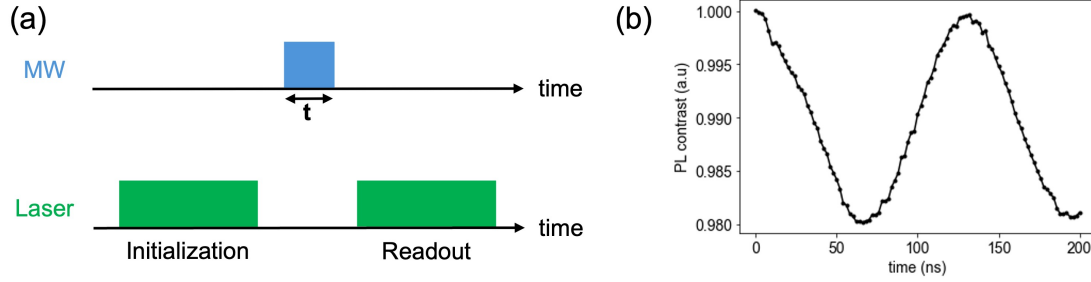 (a)
MW
time
t
Laser
time
Initialization
Readout
(b)
PL contrast (a.u)
1.000
0.995
0.990
0.985
0.980
0
50
100
150
200
time (ns)